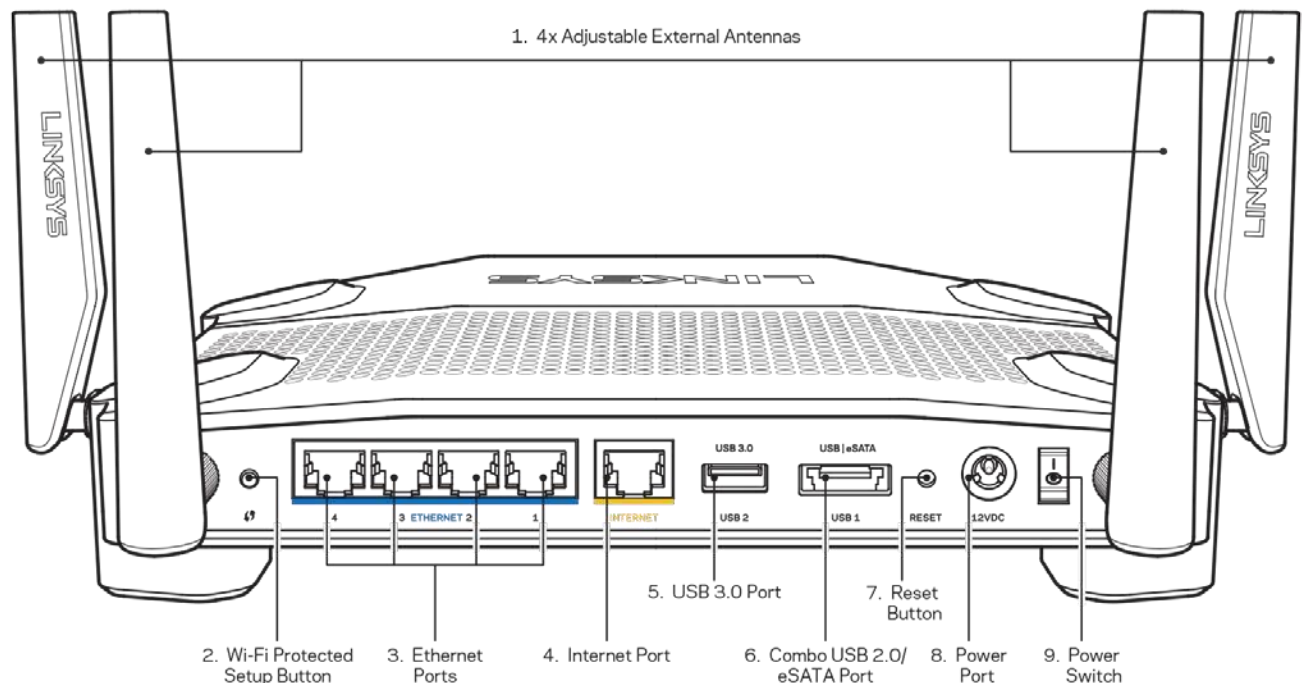 1. 4x Adjustable External Antennas
LINKSYS
LINKSYS
LINKSYS
USB 3.0
USB | eSATA
4
3
ETHERNET
2
1
INTERNET
USB 2
USB 1
RESET
12VDC
5. USB 3.0 Port
7. Reset
Button
2. Wi-Fi Protected
Setup Button
3. Ethernet
Ports
4. Internet Port
6. Combo USB 2.0/
eSATA Port
8. Power
Port
9. Power
Switch